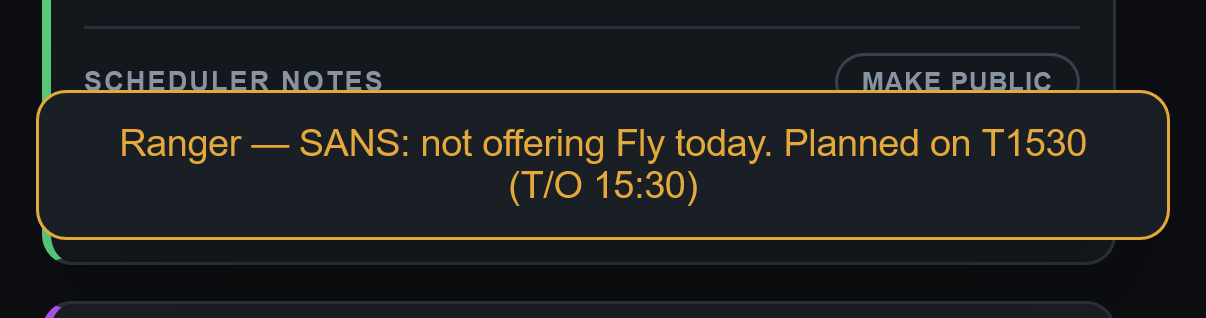 SCHEDULER NOTES
MAKE PUBLIC
Ranger — SANS: not offering Fly today. Planned on T1530
(T/O 15:30)